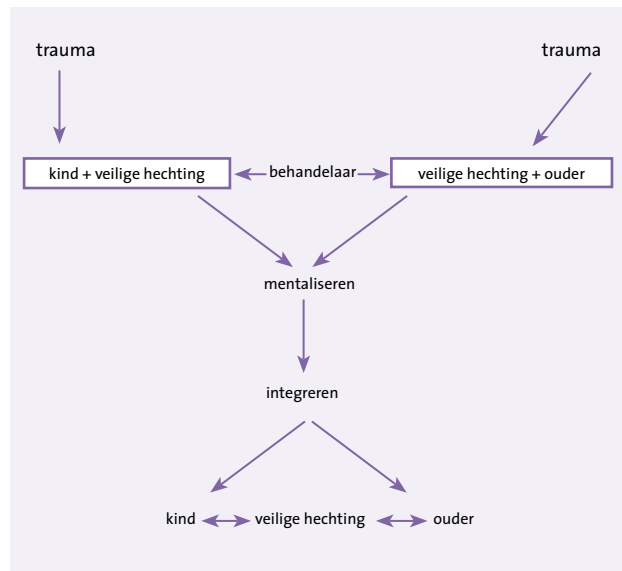 trauma trauma
kind + veilige hechting behandelaar veilige hechting + ouder
mentaliseren
integreren
kind veilige hechting ouder